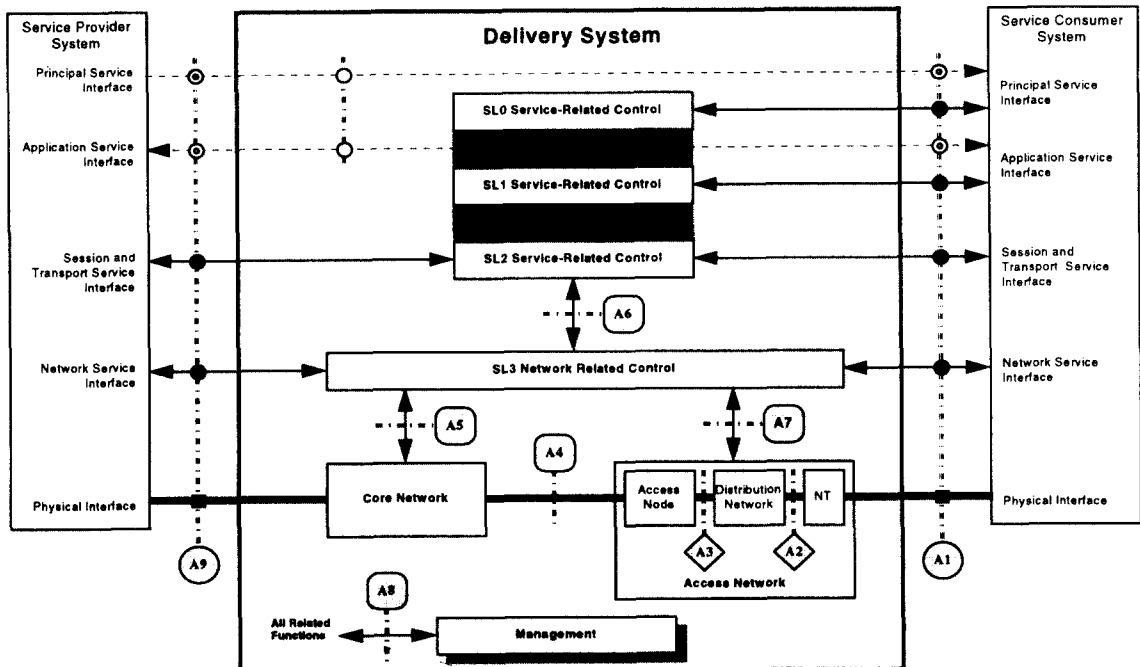 Service Provider
System
Delivery System
Service Consumer
System
Principal Service
Interface
Principal Service
Interface
SL0 Service-Related Control
Application Service
Interface
Application Service
Interface
SL1 Service-Related Control
Session and
Transport Service
Interface
SL2 Service-Related Control
Session and
Transport Service
Interface
A6
Network Service
Interface
SL3 Network Related Control
Network Service
Interface
A5
A7
A4
Physical Interface
Core Network
Access
Node
Distribution
Network
NT
Physical Interface
A3
A2
Access Network
A9
A1
A8
All Related
Functions
Management